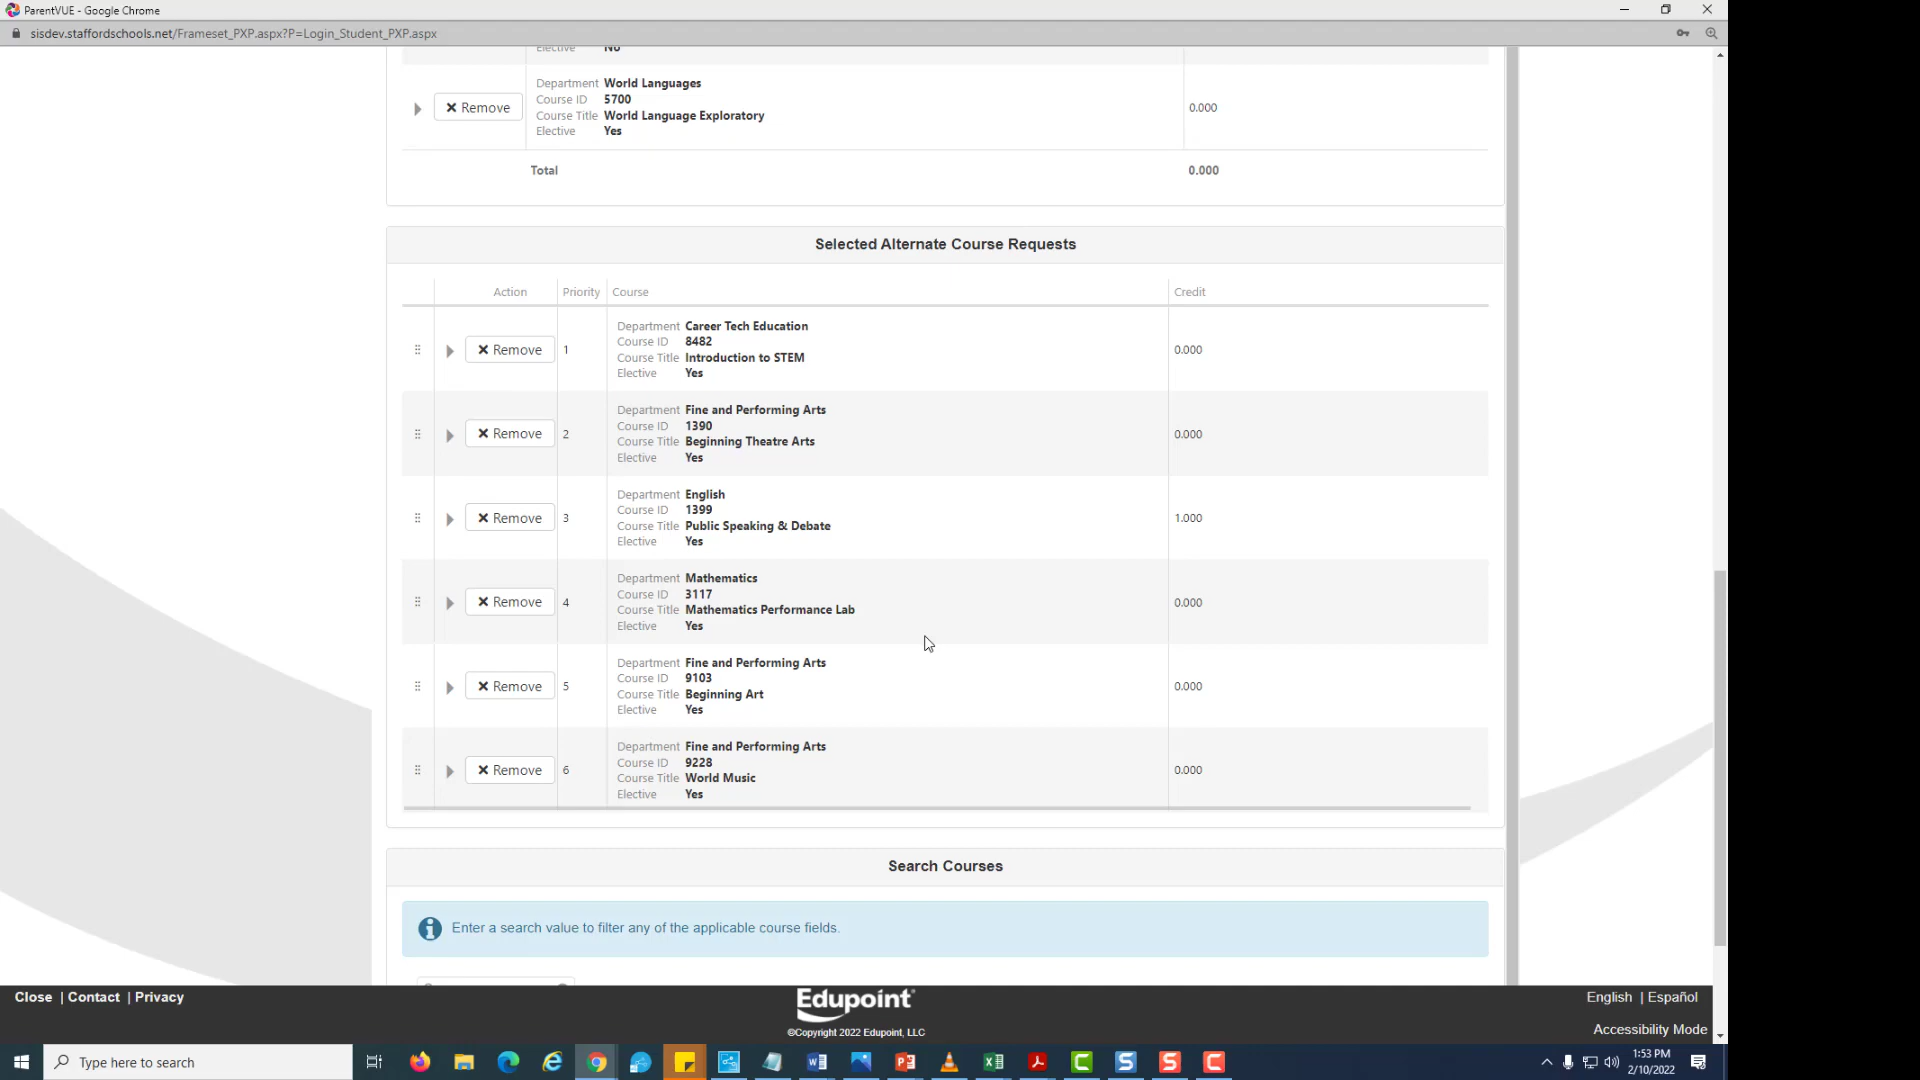 ParentVUE - Google Chrome
sisdev.staffordschools.net/Frameset_PXP.aspx?P=Login_Student_PXP.aspx
Elective No
Department World Languages
Course ID 5700
Remove
0.000
Course Title World Language Exploratory
Elective Yes
Total 0.000
Selected Alternate Course Requests
Action Priority Course Credit
Department Career Tech Education
Course ID 8482
Remove 1 0.000
Course Title Introduction to STEM
Elective Yes
Department Fine and Performing Arts
Course ID 1390
Remove 2 0.000
Course Title Beginning Theatre Arts
Elective Yes
Department English
Course ID 1399
Remove 3 1.000
Course Title Public Speaking & Debate
Elective Yes
Department Mathematics
Course ID 3117
Remove 4 0.000
Course Title Mathematics Performance Lab
Elective Yes
Department Fine and Performing Arts
Course ID 9103
Remove 5 0.000
Course Title Beginning Art
Elective Yes
Department Fine and Performing Arts
Course ID 9228
Remove 6 0.000
Course Title World Music
Elective Yes
Search Courses
Enter a search value to filter any of the applicable course fields.
Close | Contact | Privacy
Edupoint®
©Copyright 2022 Edupoint, LLC
English | Español
Accessibility Mode
Type here to search
1:53 PM
2/10/2022